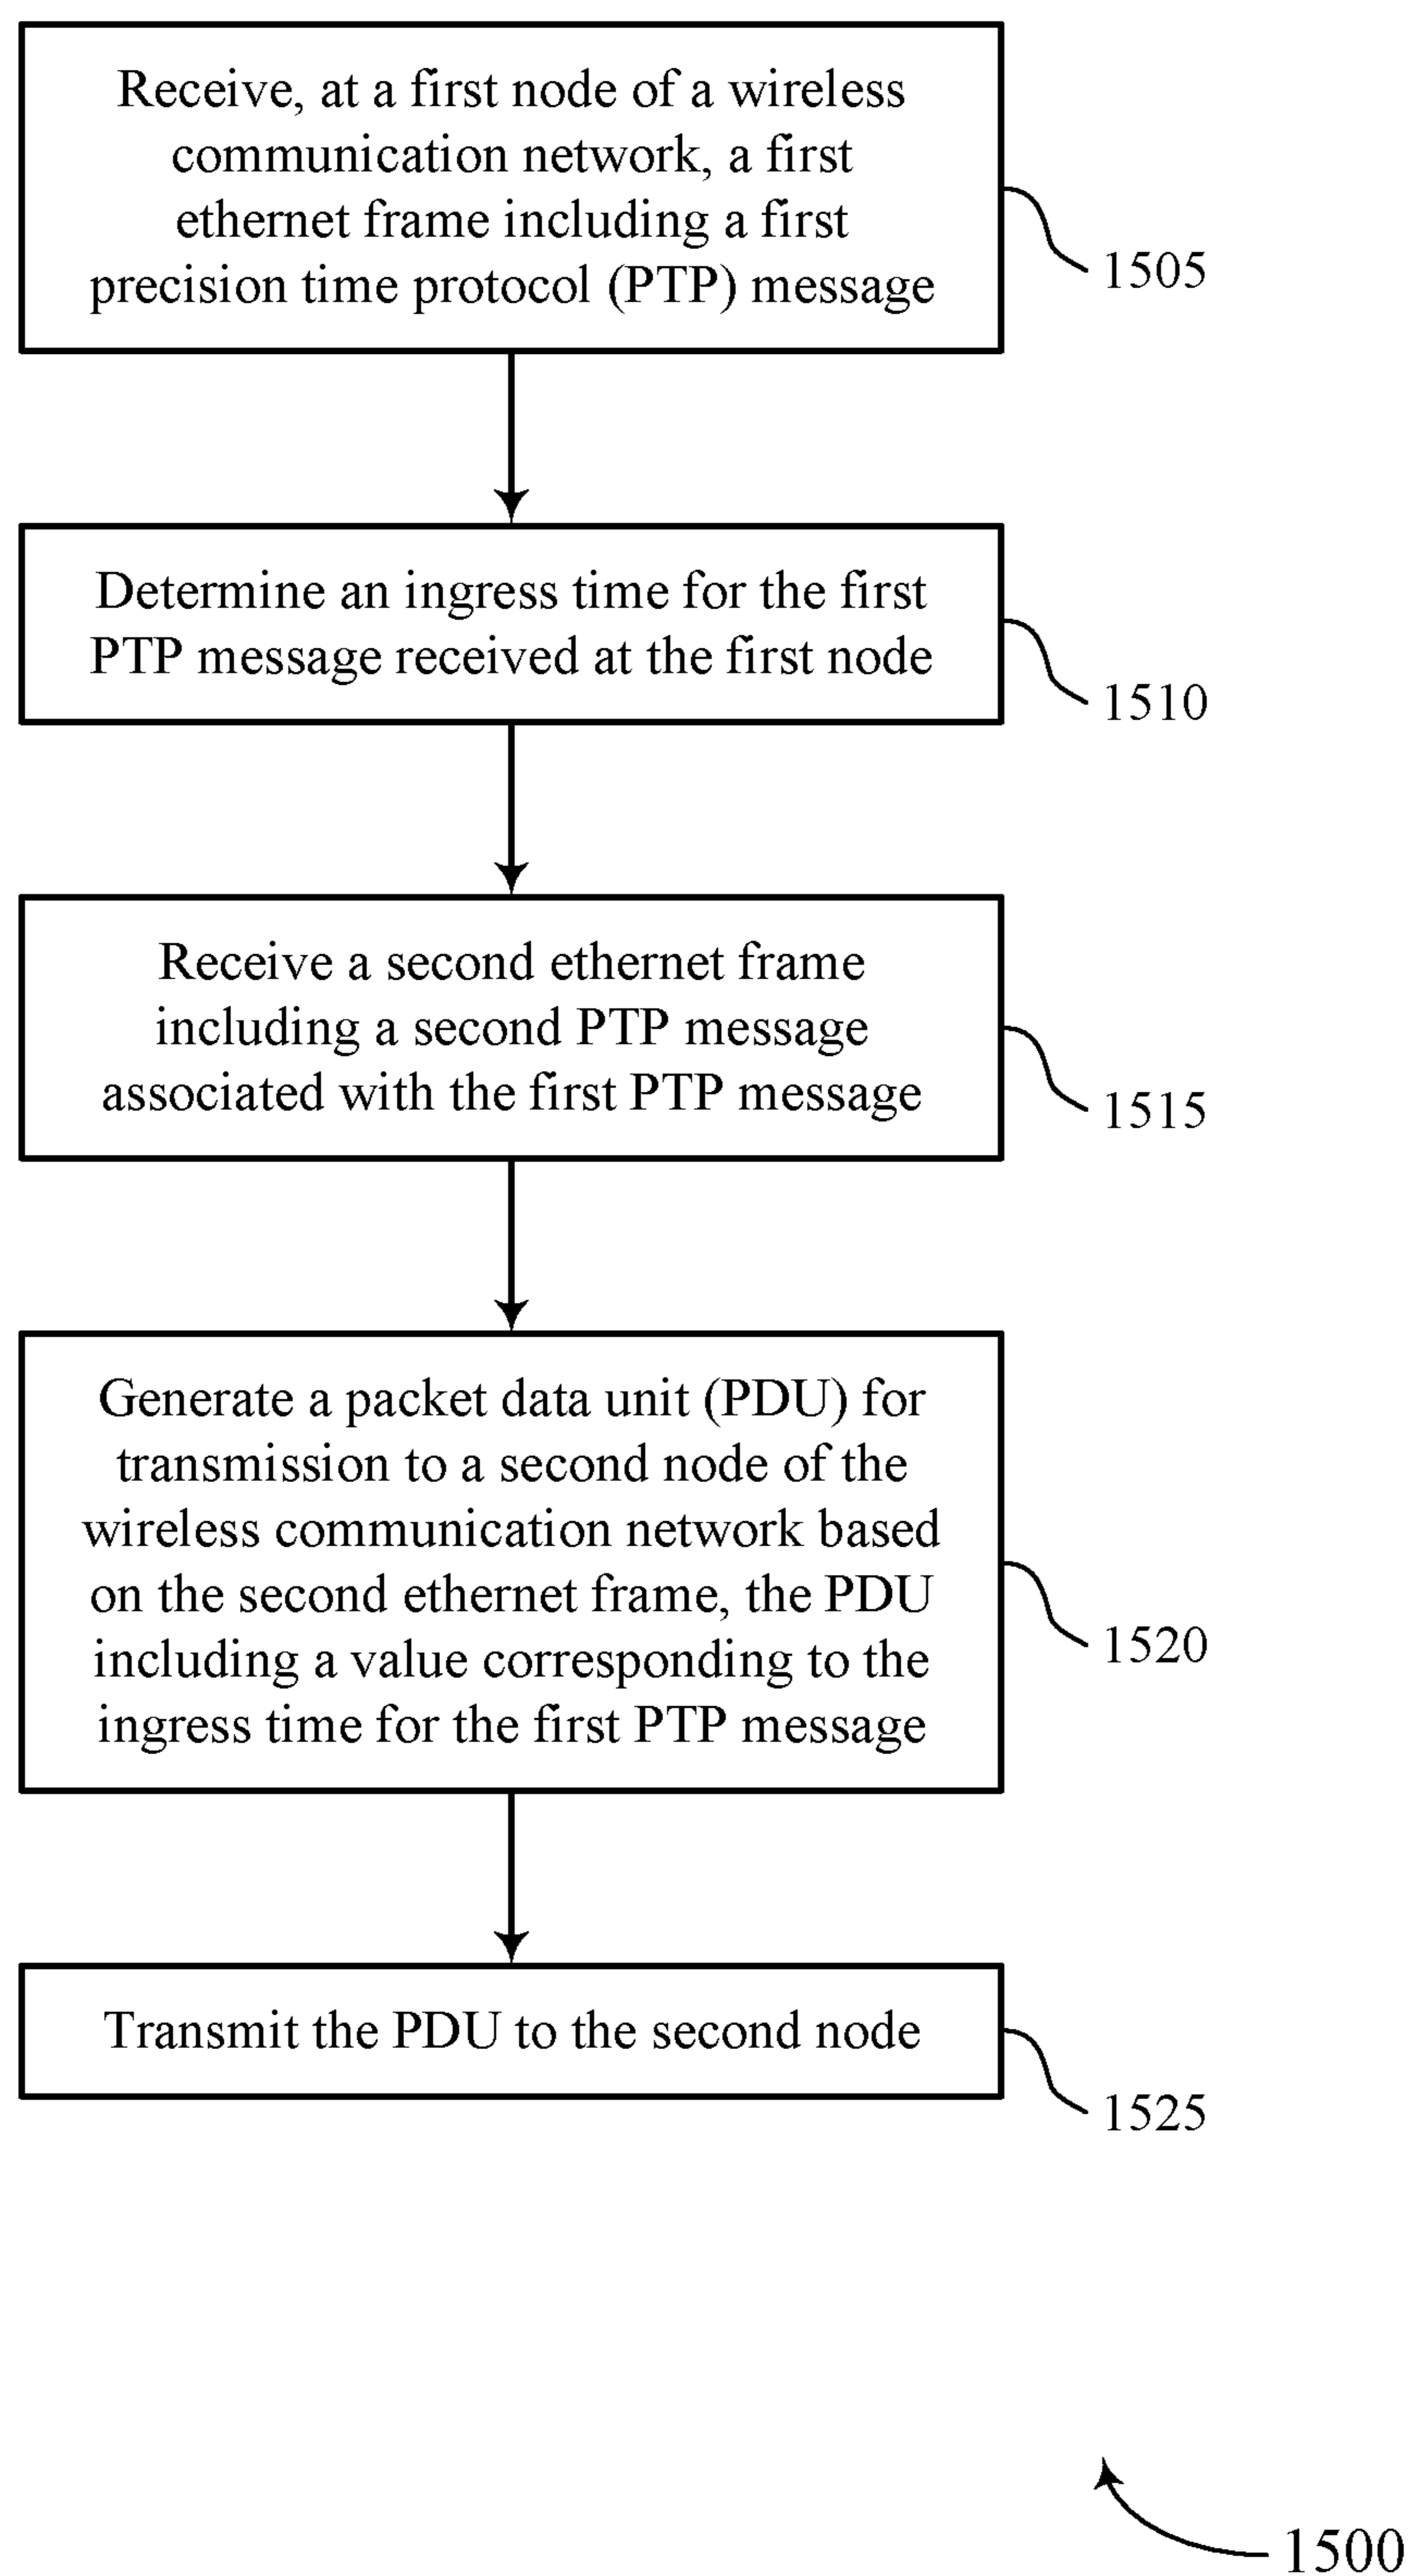 Receive, at a first node of a wireless
communication network, a first
ethernet frame including a first
precision time protocol (PTP) message
1505
Determine an ingress time for the first
PTP message received at the first node
1510
Receive a second ethernet frame
including a second PTP message
associated with the first PTP message
1515
Generate a packet data unit (PDU) for
transmission to a second node of the
wireless communication network based
on the second ethernet frame, the PDU
including a value corresponding to the
ingress time for the first PTP message
1520
Transmit the PDU to the second node
1525
1500